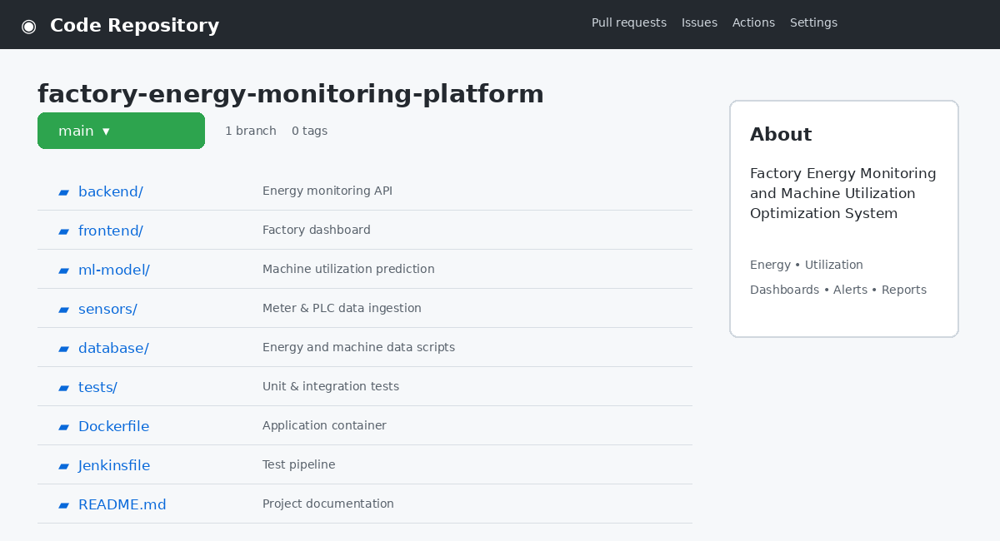 Code Repository
Pull requests Issues Actions Settings
factory-energy-monitoring-platform
main ▾
1 branch 0 tags
backend/ Energy monitoring API
frontend/ Factory dashboard
ml-model/ Machine utilization prediction
sensors/ Meter & PLC data ingestion
database/ Energy and machine data scripts
tests/ Unit & integration tests
Dockerfile Application container
Jenkinsfile Test pipeline
README.md Project documentation
About
Factory Energy Monitoring
and Machine Utilization
Optimization System
Energy • Utilization
Dashboards • Alerts • Reports